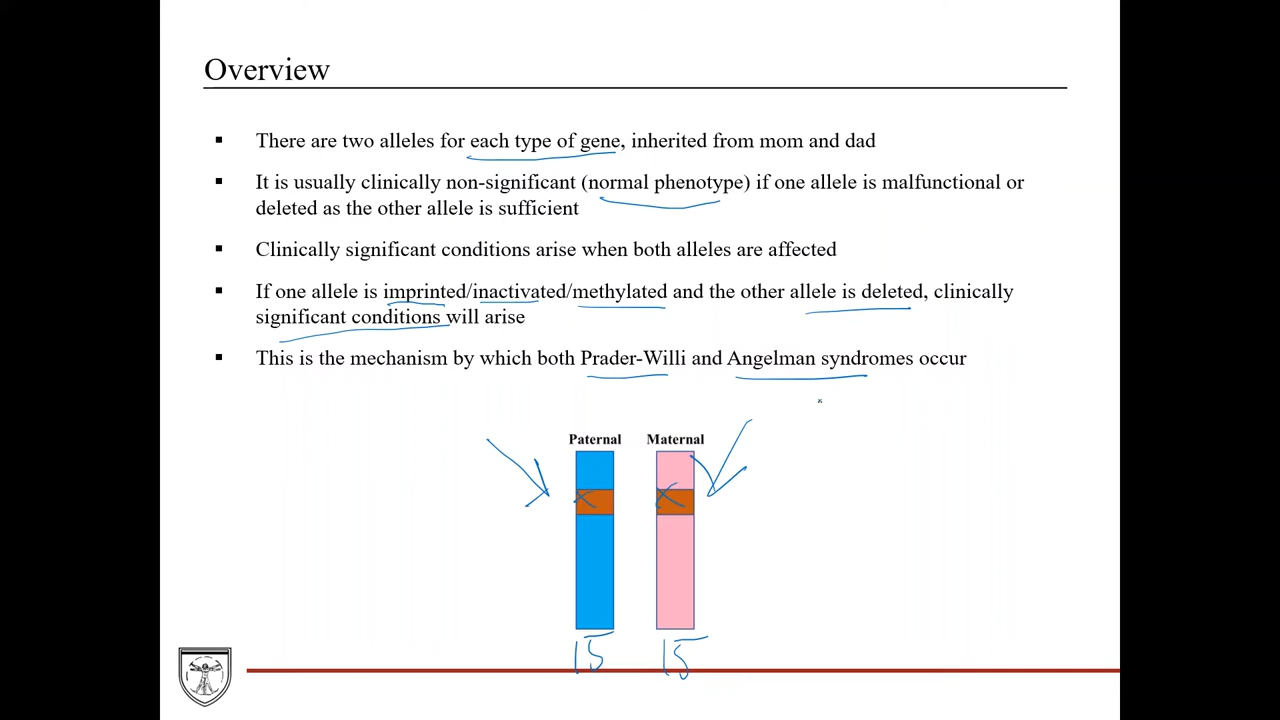 Overview
There are two alleles for each type of gene, inherited from mom and dad
It is usually clinically non-significant (normal phenotype) if one allele is malfunctional or
deleted as the other allele is sufficient
Clinically significant conditions arise when both alleles are affected
If one allele is imprinted/inactivated/methylated and the other allele is deleted, clinically
significant conditions will arise
This is the mechanism by which both Prader-Willi and Angelman syndromes occur
Paternal Maternal
15 15